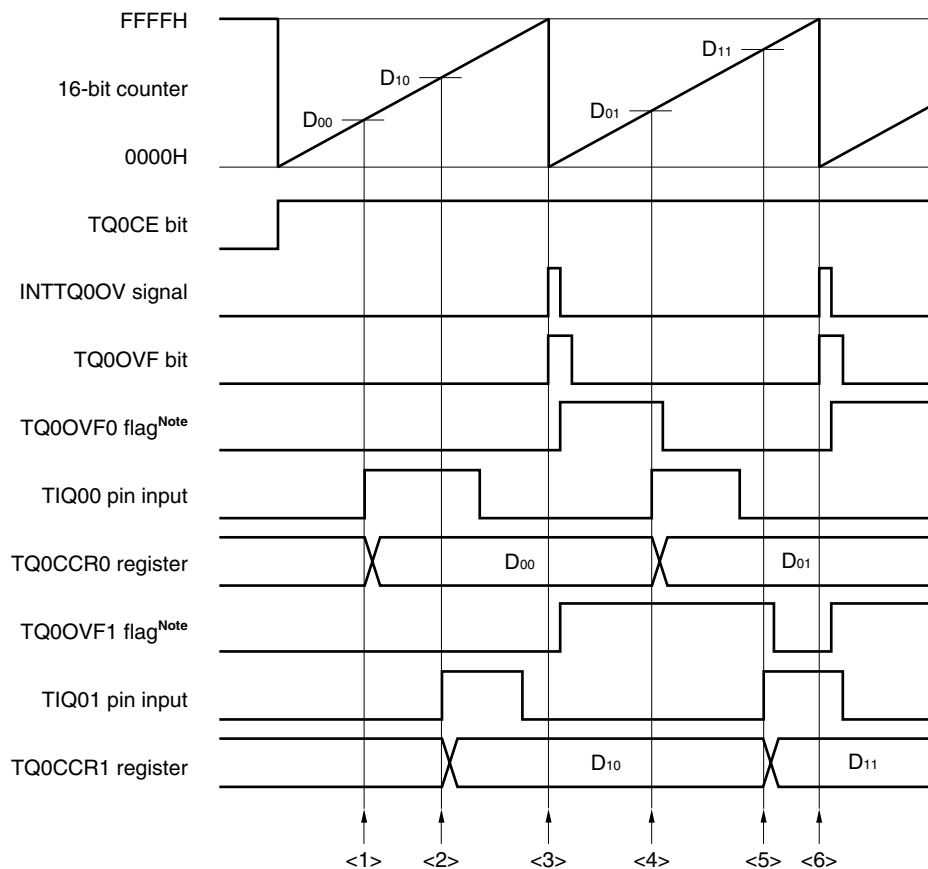 FFFFH
D11
D10
16-bit counter
D00
D01
0000H
TQ0CE bit
INTTQ0OV signal
TQ0OVF bit
TQ0OVF0 flagNote
TIQ00 pin input
TQ0CCR0 register D00 D01
TQ0OVF1 flagNote
TIQ01 pin input
TQ0CCR1 register D10 D11
<1> <2> <3> <4> <5> <6>